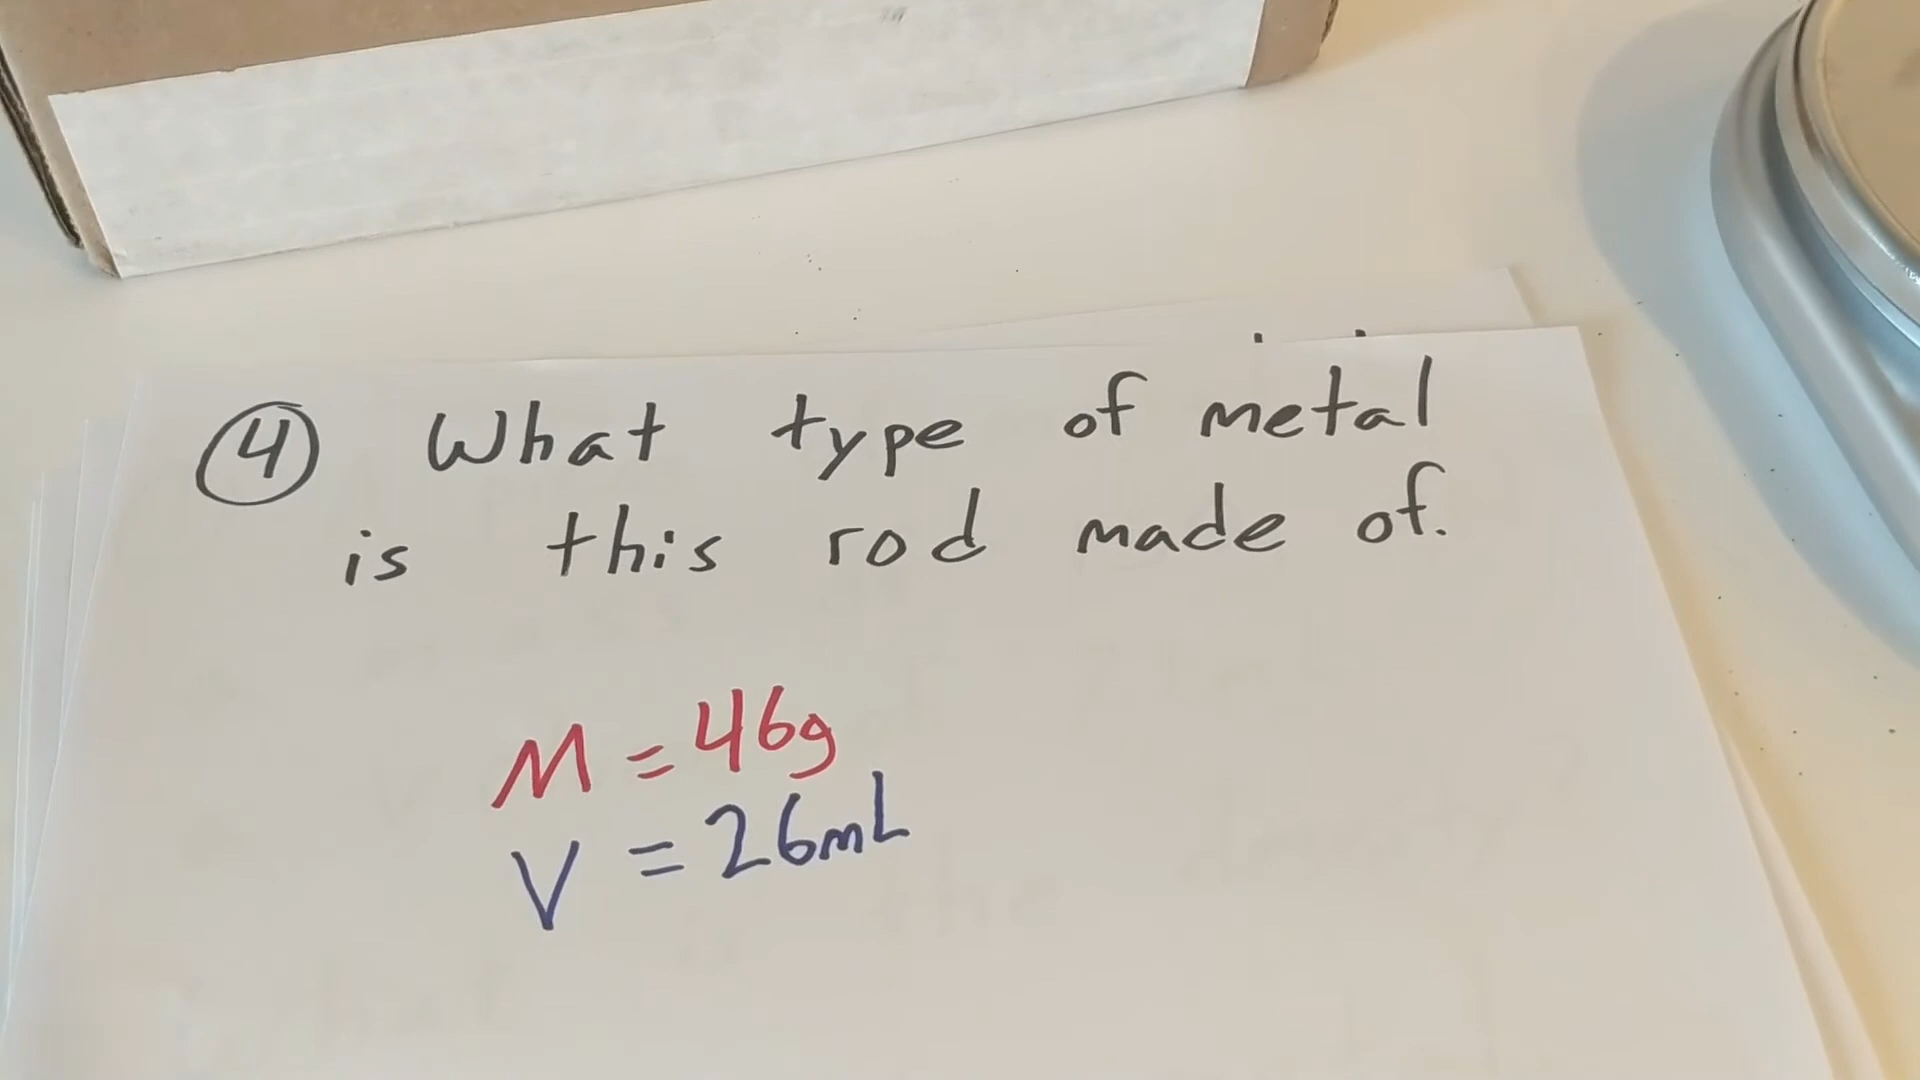 4 What type of metal
is this rod made of.
M = 46g
V = 26mL